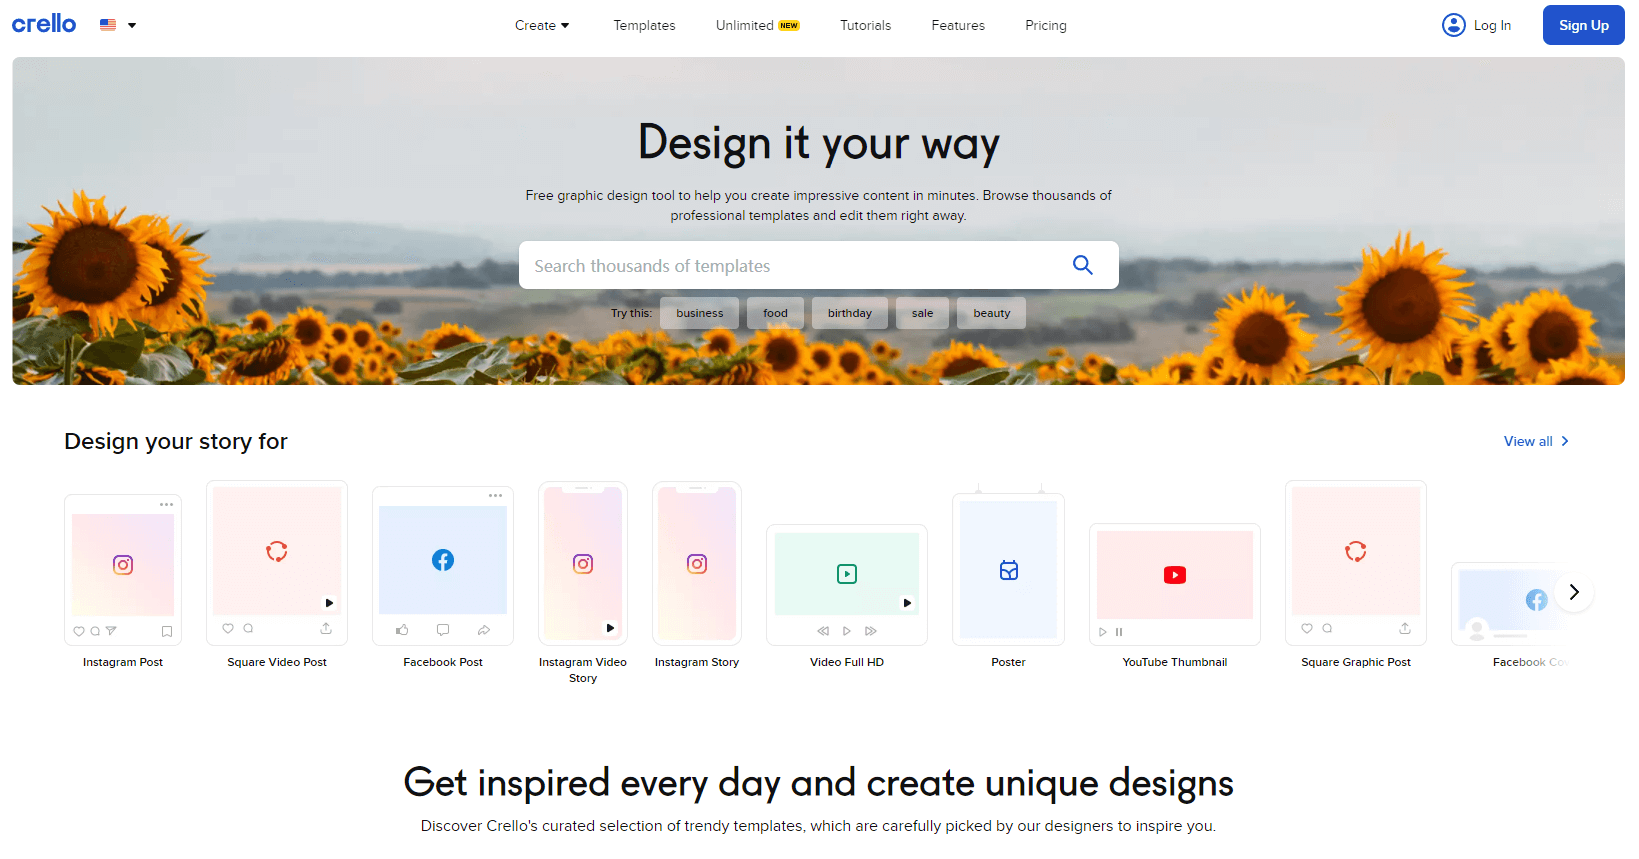 crello
Create
Templates
Unlimited NEW
Tutorials
Features
Pricing
Log In
Sign Up
Design it your way
Free graphic design tool to help you create impressive content in minutes. Browse thousands of
professional templates and edit them right away.
Search thousands of templates
Try this: business food birthday sale beauty
Design your story for
View all
Instagram Post
Square Video Post
Facebook Post
Instagram Video
Story
Instagram Story
Video Full HD
Poster
YouTube Thumbnail
Square Graphic Post
Facebook Cov
Get inspired every day and create unique designs
Discover Crello's curated selection of trendy templates, which are carefully picked by our designers to inspire you.